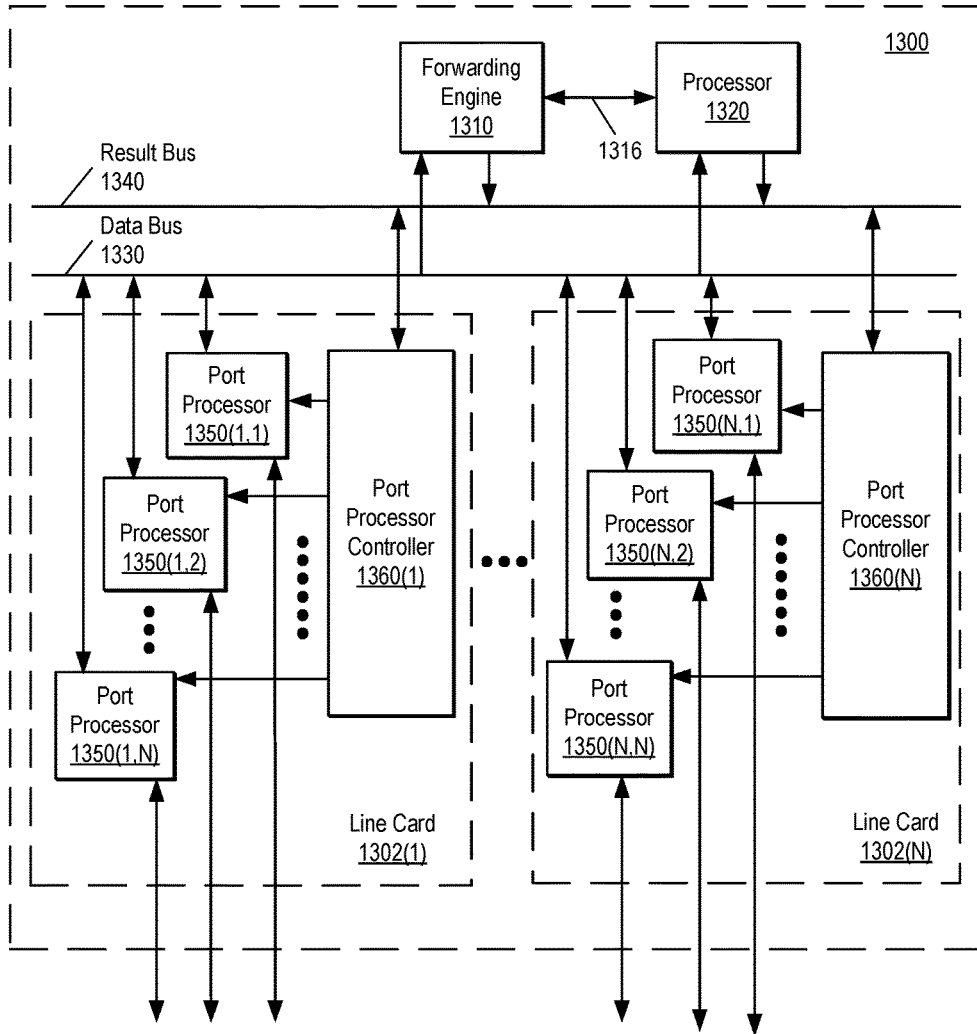 1300
Forwarding
Engine
1310
Processor
1320
1316
Result Bus
1340
Data Bus
1330
Port
Processor
1350(1,1)
Port
Processor
1350(1,2)
Port
Processor
1350(1,N)
Port
Processor
Controller
1360(1)
Line Card
1302(1)
Port
Processor
1350(N,1)
Port
Processor
1350(N,2)
Port
Processor
1350(N,N)
Port
Processor
Controller
1360(N)
Line Card
1302(N)